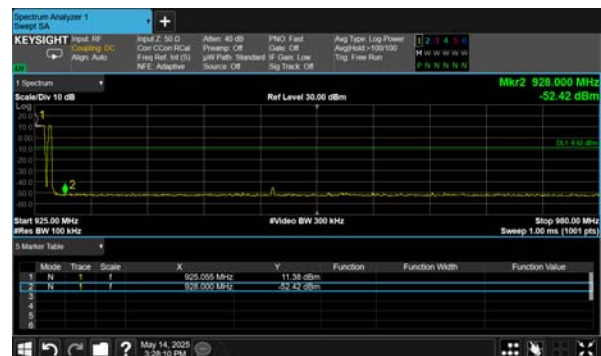 Spectrum Analyzer 1
Swept SA
+
KEYSIGHT
Input: RF
Coupling: DC
Align: Auto
Input Z: 50 Ω
Corr CCorr RCal
Freq Ref: Int (S)
NFE: Adaptive
Atten: 40 dB
Preamp: Off
µW Path: Standard
Source: Off
PNO: Fast
Gate: Off
IF Gain: Low
Sig Track: Off
Avg Type: Log-Power
Avg|Hold:>100/100
Trig: Free Run
1 2 3 4 5 6
M W W W W W
P N N N N N
1 Spectrum
Scale/Div 10 dB
Ref Level 30.00 dBm
Mkr2 928.000 MHz
-52.42 dBm
Log
20.0
10.0
0.00
-10.0
-20.0
-30.0
-40.0
-50.0
-60.0
1
2
Start 925.00 MHz
#Res BW 100 kHz
#Video BW 300 kHz
Stop 980.00 MHz
Sweep 1.00 ms (1001 pts)
5 Marker Table
Mode Trace Scale X Y Function Function Width Function Value
1 N 1 f 925.055 MHz 11.38 dBm
2 N 1 f 928.000 MHz -52.42 dBm
3
4
5
6
?
May 14, 2025
3:28:10 PM